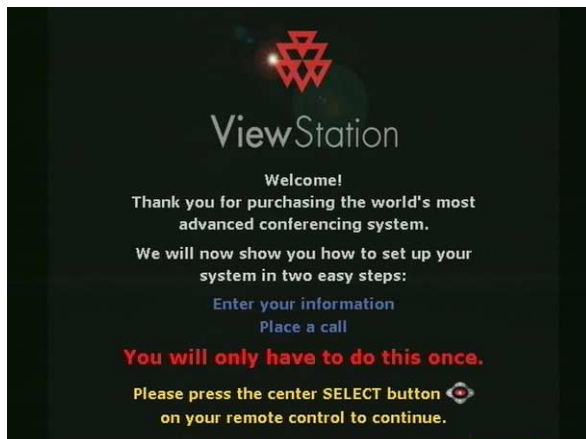 ViewStation
Welcome!
Thank you for purchasing the world's most
advanced conferencing system.
We will now show you how to set up your
system in two easy steps:
Enter your information
Place a call
You will only have to do this once.
Please press the center SELECT button
on your remote control to continue.